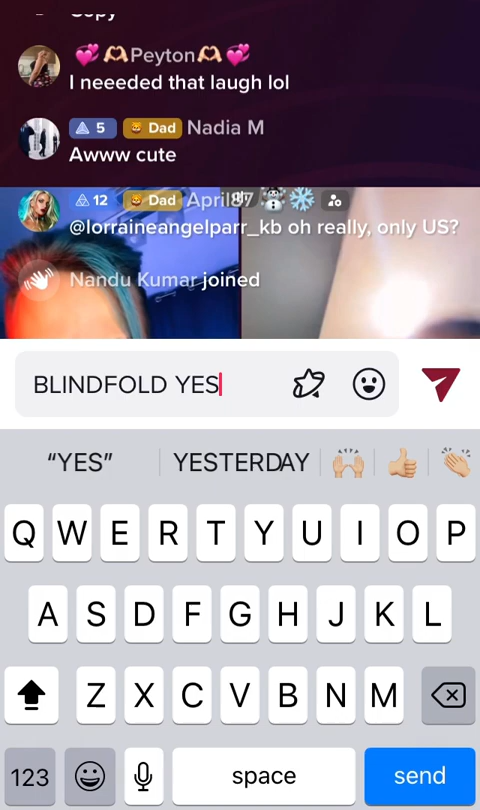 Peyton
I neeeded that laugh lol
5 Dad Nadia M
Awww cute
12 Dad April87
@lorraineangelparr_kb oh really, only US?
Nandu Kumar joined
BLINDFOLD YES
“YES” YESTERDAY
Q W E R T Y U I O P
A S D F G H J K L
Z X C V B N M
123 space send